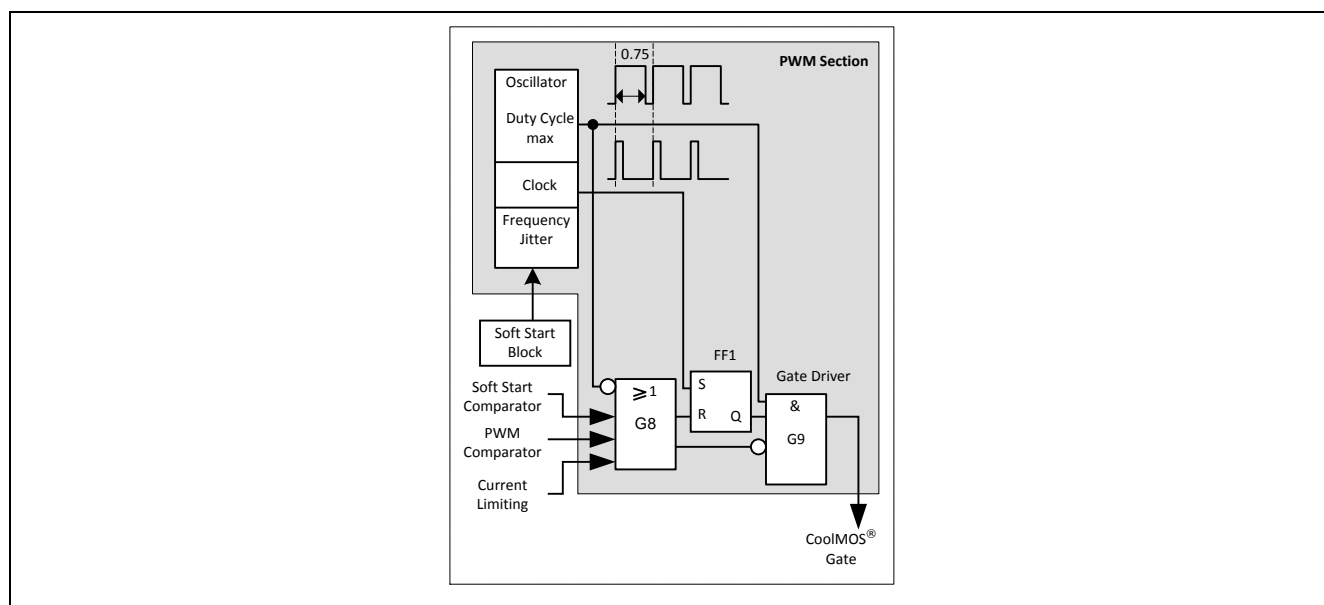 0.75
PWM Section
Oscillator
Duty Cycle
max
Clock
Frequency
Jitter
Soft Start
Block
FF1
Gate Driver
Soft Start
Comparator
PWM
Comparator
Current
Limiting
≥1
G8
S
R Q
&
G9
CoolMOS®
Gate